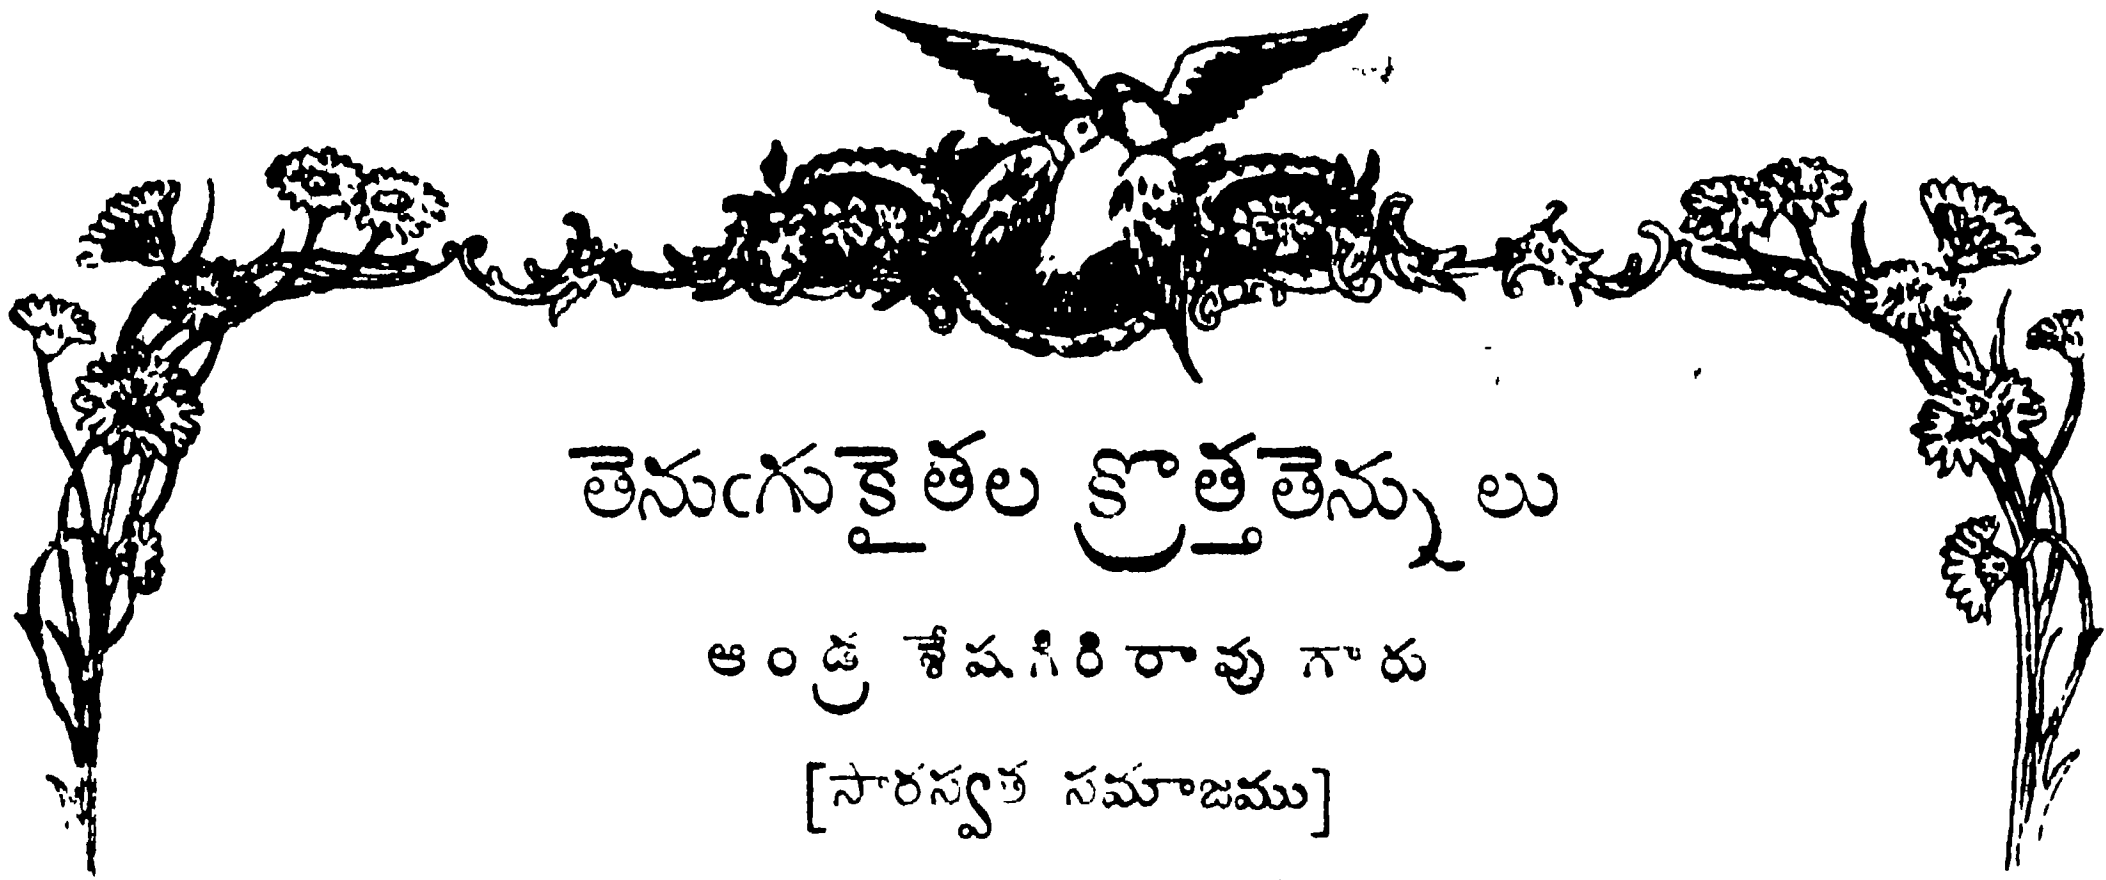 తెనుఁగుకైతల క్రొత్తతెన్నులు
ఆండ్ర శేషగిరిరావు గారు
[సారస్వత సమాజము]